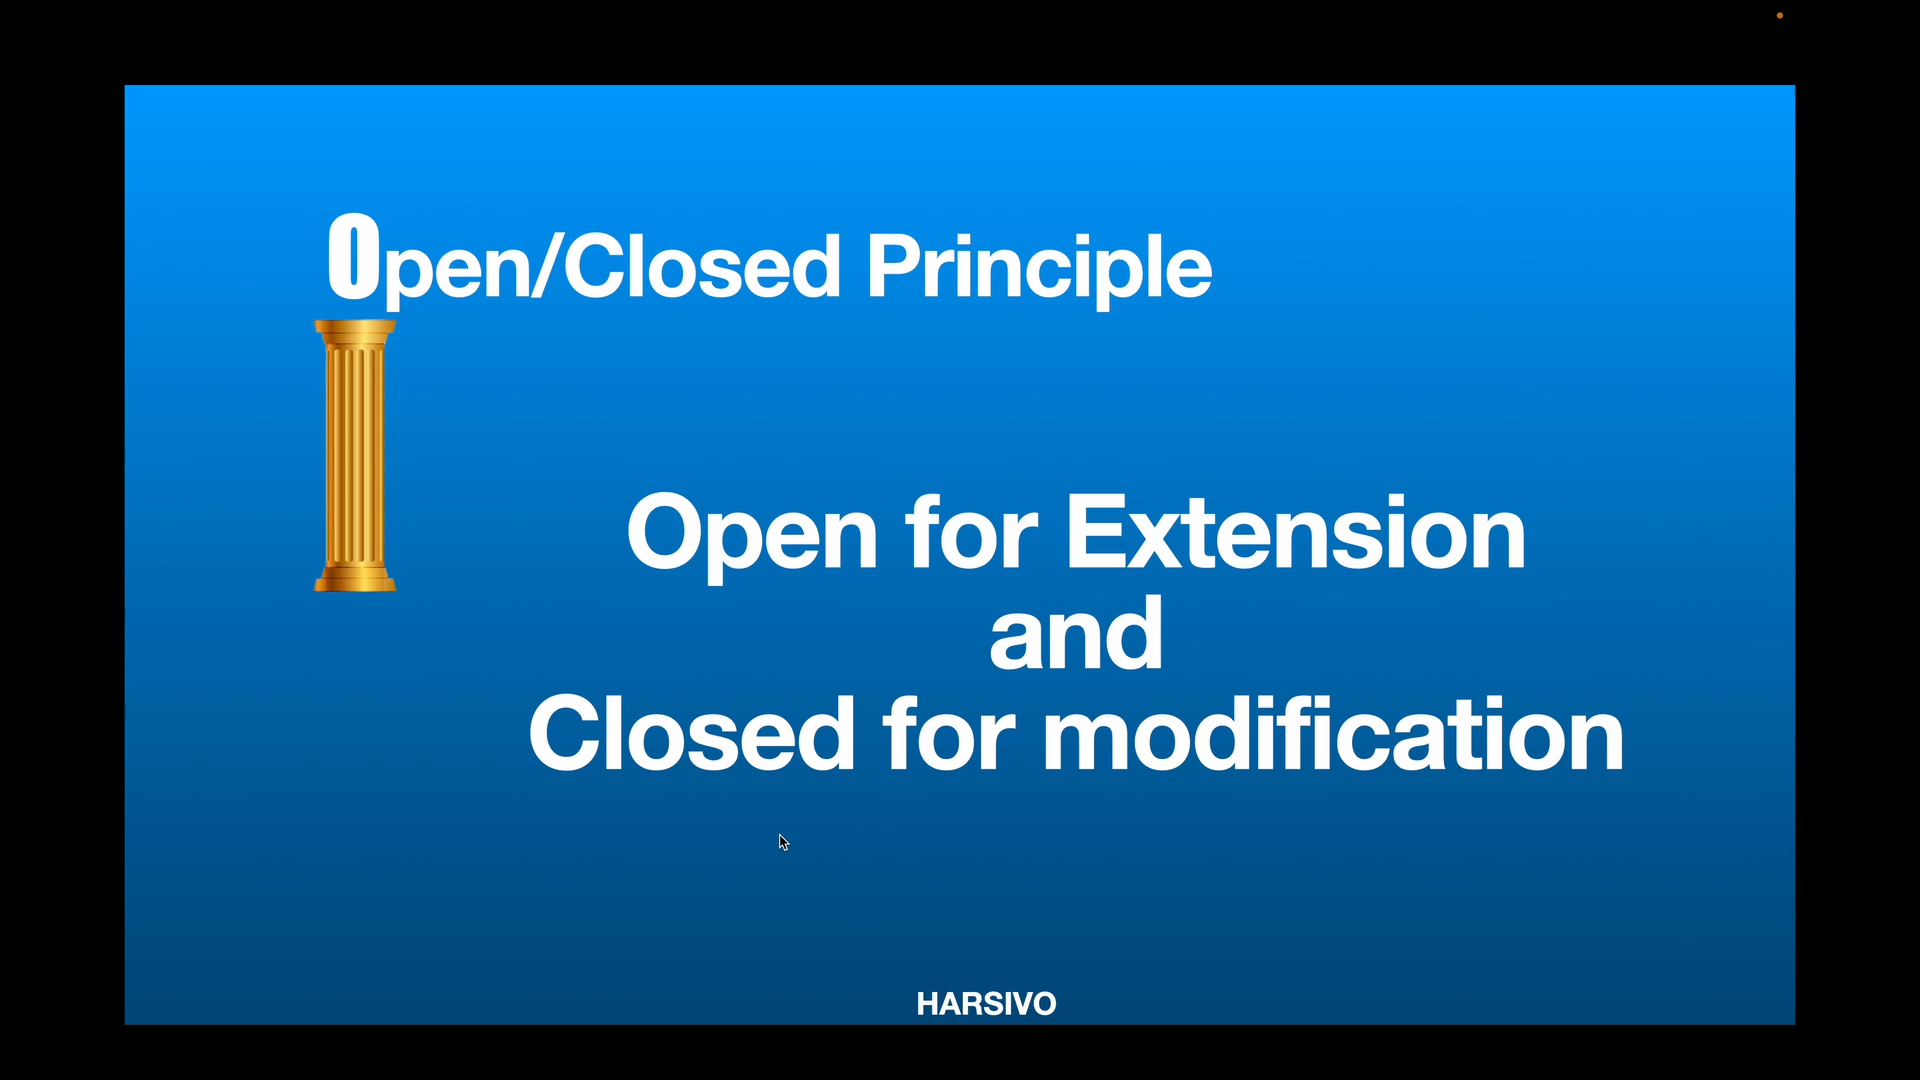 Open/Closed Principle
Open for Extension
and
Closed for modification
HARSIVO